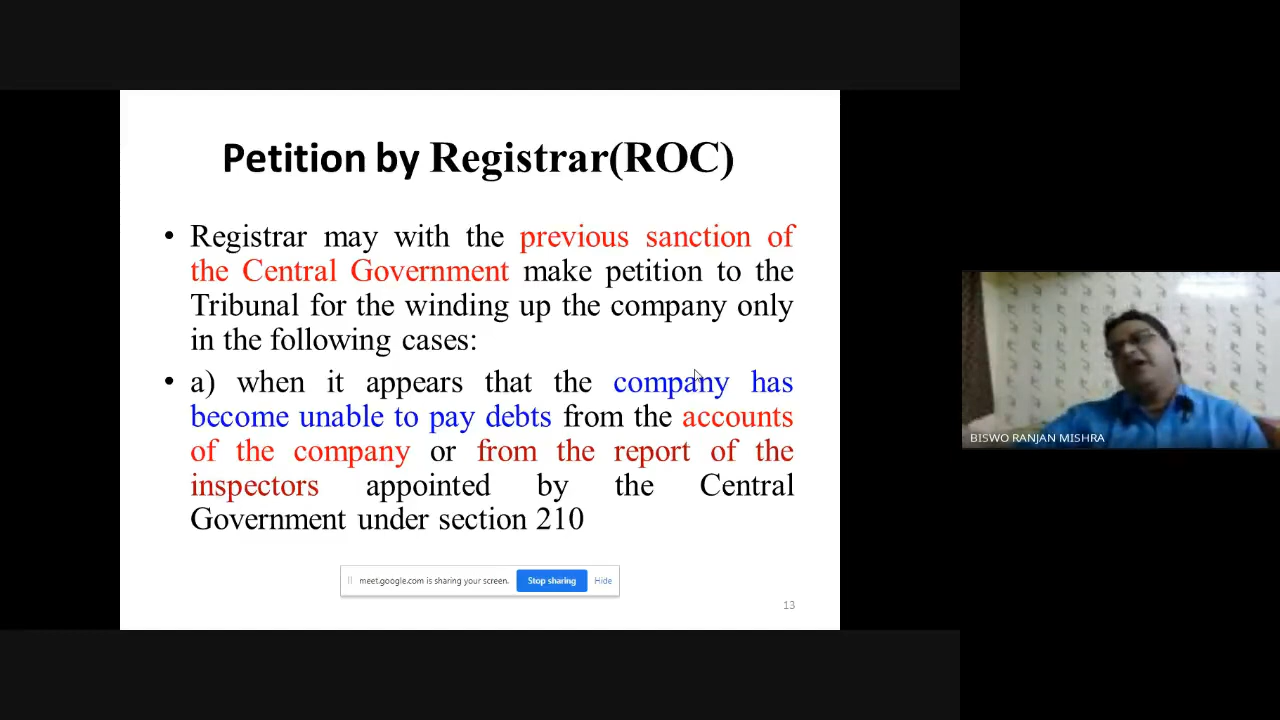 Petition by Registrar(ROC)
• Registrar may with the previous sanction of
the Central Government make petition to the
Tribunal for the winding up the company only
in the following cases:
• a) when it appears that the company has
become unable to pay debts from the accounts
of the company or from the report of the
inspectors appointed by the Central
Government under section 210
meet.google.com is sharing your screen. Stop sharing Hide
13
BISWO RANJAN MISHRA